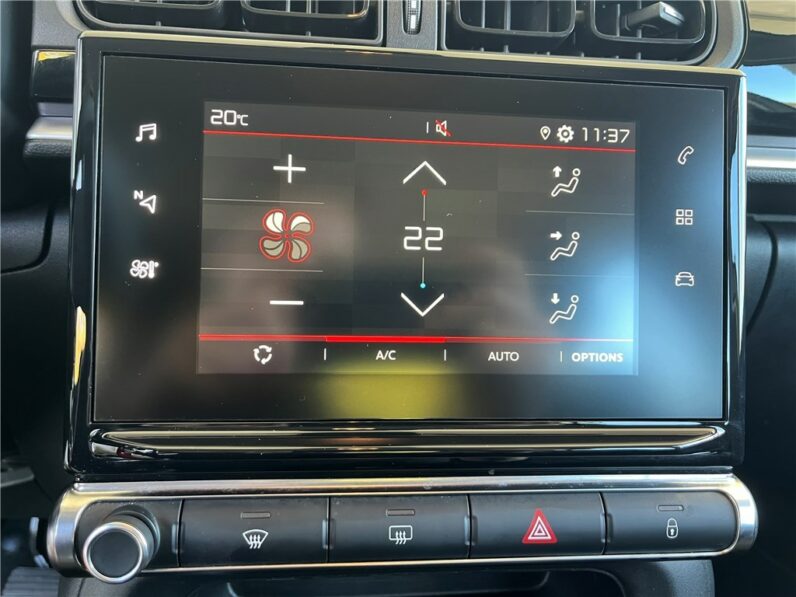 20°C 11:37
N
22
A/C AUTO OPTIONS